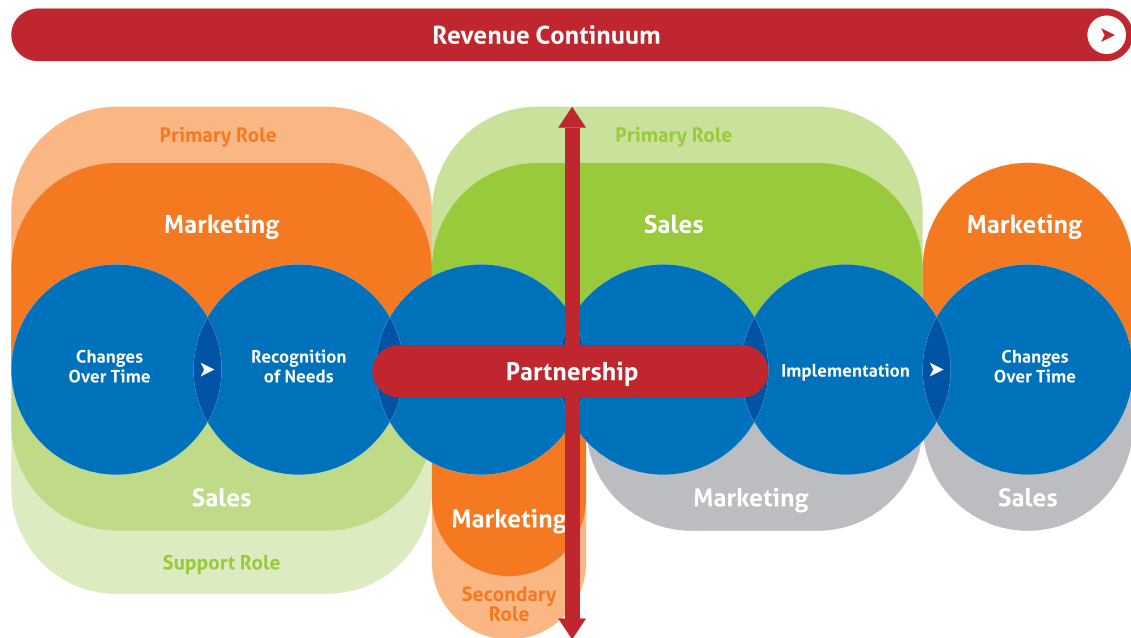 Revenue Continuum
Primary Role
Primary Role
Marketing
Sales
Marketing
Changes
Over Time
Recognition
of Needs
Partnership
Implementation
Changes
Over Time
Sales
Marketing
Marketing
Sales
Support Role
Secondary
Role